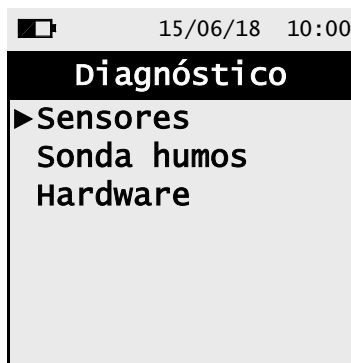 15/06/18 10:00
Diagnóstico
Sensores
Sonda humos
Hardware